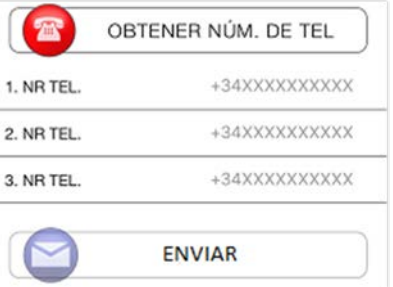 OBTENER NÚM. DE TEL
1. NR TEL. +34XXXXXXXXXX
2. NR TEL. +34XXXXXXXXXX
3. NR TEL. +34XXXXXXXXXX
ENVIAR